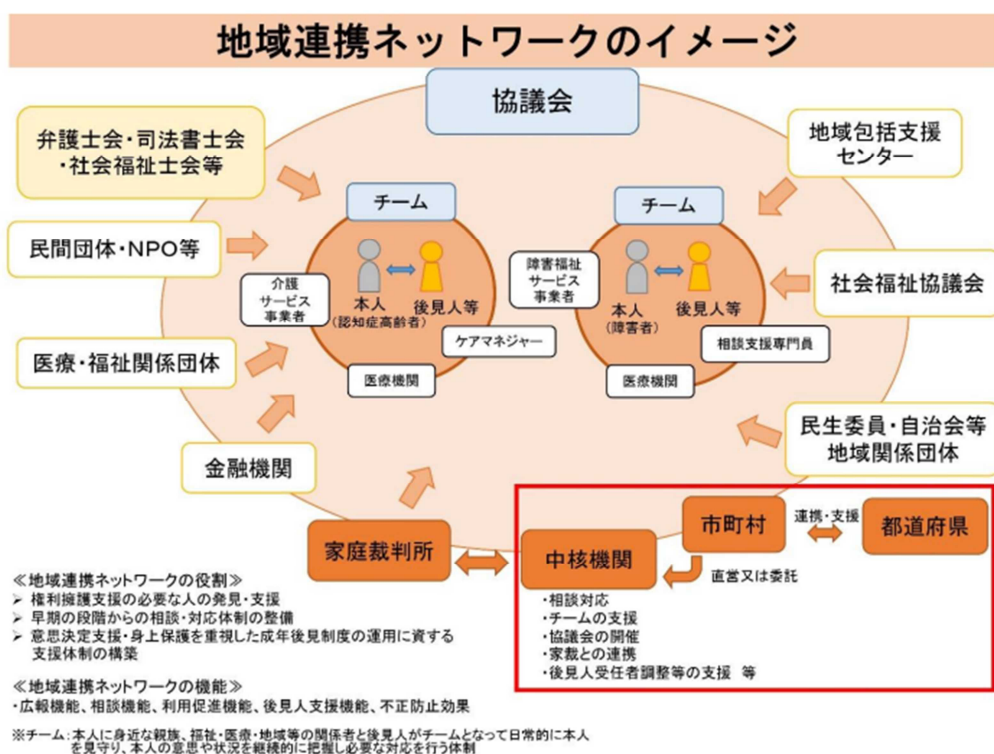 地域連携ネットワークのイメージ
協議会
弁護士会・司法書士会
・社会福祉士会等
地域包括支援
センター
チーム
チーム
民間団体・NPO等
社会福祉協議会
介護
サービス
事業者
本人
(認知症高齢者)
後見人等
ケアマネジャー
医療機関
障害福祉
サービス
事業者
本人
(障害者)
後見人等
相談支援専門員
医療機関
医療・福祉関係団体
金融機関
民生委員・自治会等
地域関係団体
家庭裁判所
中核機関
市町村
連携・支援
都道府県
直営又は委託
・相談対応
・チームの支援
・協議会の開催
・家裁との連携
・後見人受任者調整等の支援 等
≪地域連携ネットワークの役割≫
➢ 権利擁護支援の必要な人の発見・支援
➢ 早期の段階からの相談・対応体制の整備
➢ 意思決定支援・身上保護を重視した成年後見制度の運用に資する
支援体制の構築
≪地域連携ネットワークの機能≫
・広報機能、相談機能、利用促進機能、後見人支援機能、不正防止効果
※チーム：本人に身近な親族、福祉・医療・地域等の関係者と後見人がチームとなって日常的に本人
を見守り、本人の意思や状況を継続的に把握し必要な対応を行う体制